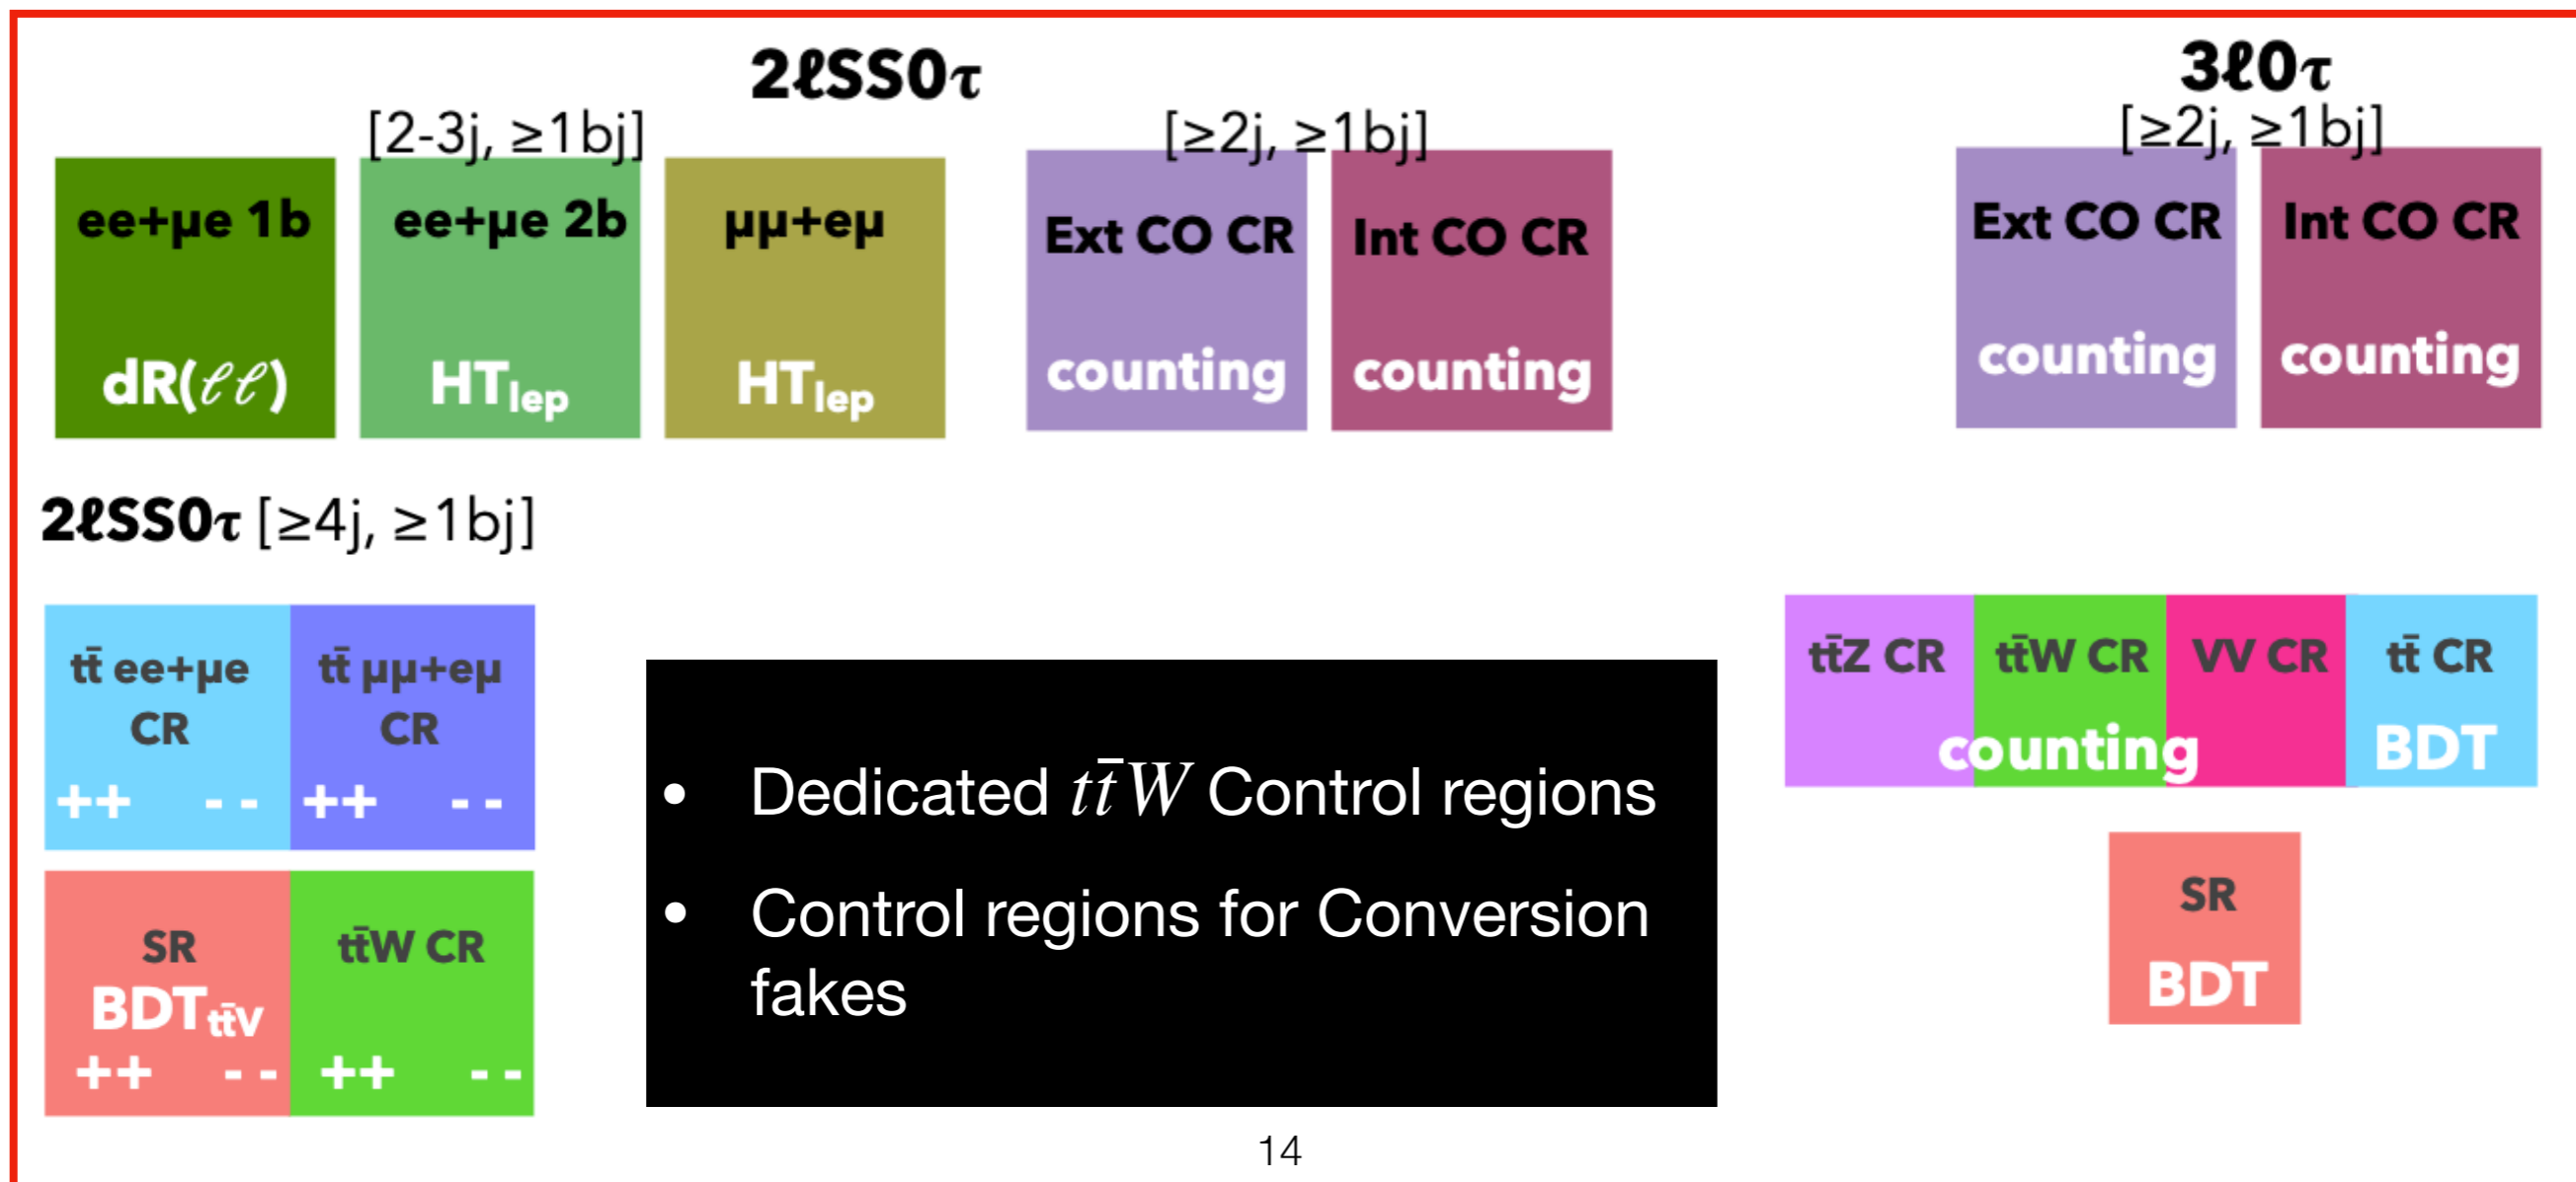 2ℓSS0τ
[2-3j, ≥1bj]
[≥2j, ≥1bj]
ee+μe 1b
dR(ℓℓ)
ee+μe 2b
HTlep
μμ+eμ
HTlep
Ext CO CR
counting
Int CO CR
counting
3ℓ0τ
[≥2j, ≥1bj]
Ext CO CR
counting
Int CO CR
counting
2ℓSS0τ [≥4j, ≥1bj]
tt̄ ee+μe
CR
++ --
tt̄ μμ+eμ
CR
++ --
SR
BDTtt̄V
++ --
tt̄W CR
++ --
• Dedicated tt̄W Control regions
• Control regions for Conversion
fakes
tt̄Z CR
tt̄W CR
VV CR
counting
tt̄ CR
BDT
SR
BDT
14